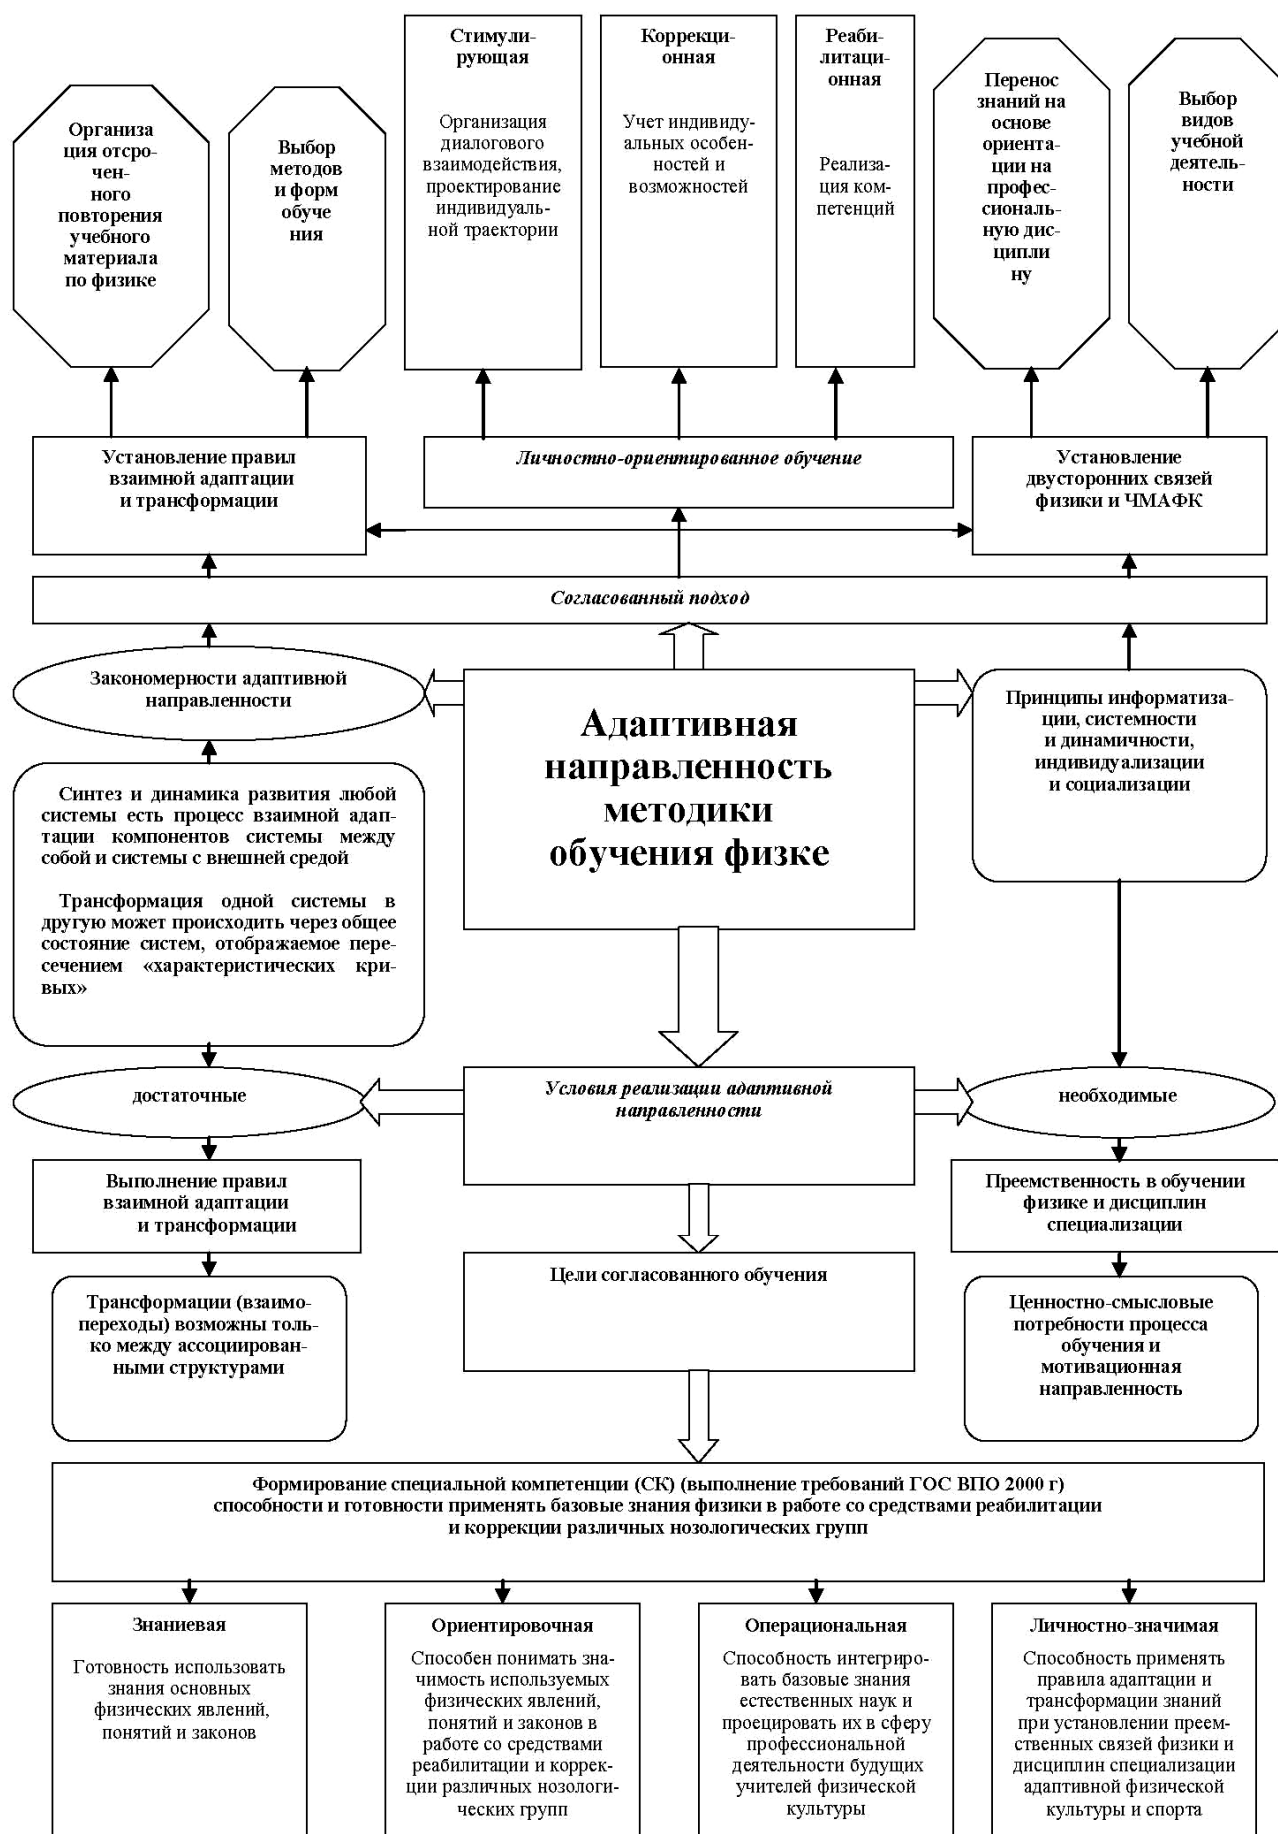 Организа
ция отсро-
чен-
ного
повторения
учебного
материала
по физике
Выбор
методов
и форм
обуче
ния
Стимули-
рующая
Организация
диалогового
взаимодействия,
проектирование
индивидуаль-
ной траектории
Коррекци-
онная
Учет индивиду-
альных особен-
ностей и
возможностей
Реаби-
литаци-
онная
Реализа-
ция ком-
петенций
Перенос
знаний на
основе
ориента-
ции на
профес-
сиональ-
ную дис-
ципли
ну
Выбор
видов
учебной
деятель-
ности
Установление правил
взаимной адаптации
и трансформации
Личностно-ориентированное обучение
Установление
двусторонних связей
физики и ЧМАФК
Согласованный подход
Закономерности адаптивной
направленности
Адаптивная
направленность
методики
обучения физке
Принципы информатиза-
ции, системности
и динамичности,
индивидуализации
и социализации
Синтез и динамика развития любой
системы есть процесс взаимной адап-
тации компонентов системы между
собой и системы с внешней средой
Трансформация одной системы в
другую может происходить через общее
состояние систем, отображаемое пере-
сечением «характеристических кри-
вых»
достаточные
Условия реализации адаптивной
направленности
необходимые
Выполнение правил
взаимной адаптации
и трансформации
Преемственность в обучении
физике и дисциплин
специализации
Цели согласованного обучения
Трансформации (взаимо-
переходы) возможны толь-
ко между ассоциирован-
ными структурами
Ценностно-смысловые
потребности процесса
обучения и
мотивационная
направленность
Формирование специальной компетенции (СК) (выполнение требований ГОС ВПО 2000 г)
способности и готовности применять базовые знания физики в работе со средствами реабилитации
и коррекции различных нозологических групп
Знаниевая
Готовность использовать
знания основных
физических явлений,
понятий и законов
Ориентировочная
Способен понимать зна-
чимость используемых
физических явлений,
понятий и законов в
работе со средствами
реабилитации и коррек-
ции различных нозологи-
ческих групп
Операциональная
Способность интегриро-
вать базовые знания
естественных наук и
проецировать их в сферу
профессиональной
деятельности будущих
учителей физической
культуры
Личностно-значимая
Способность применять
правила адаптации и
трансформации знаний
при установлении преем-
ственных связей физики и
дисциплин специализации
адаптивной физической
культуры и спорта